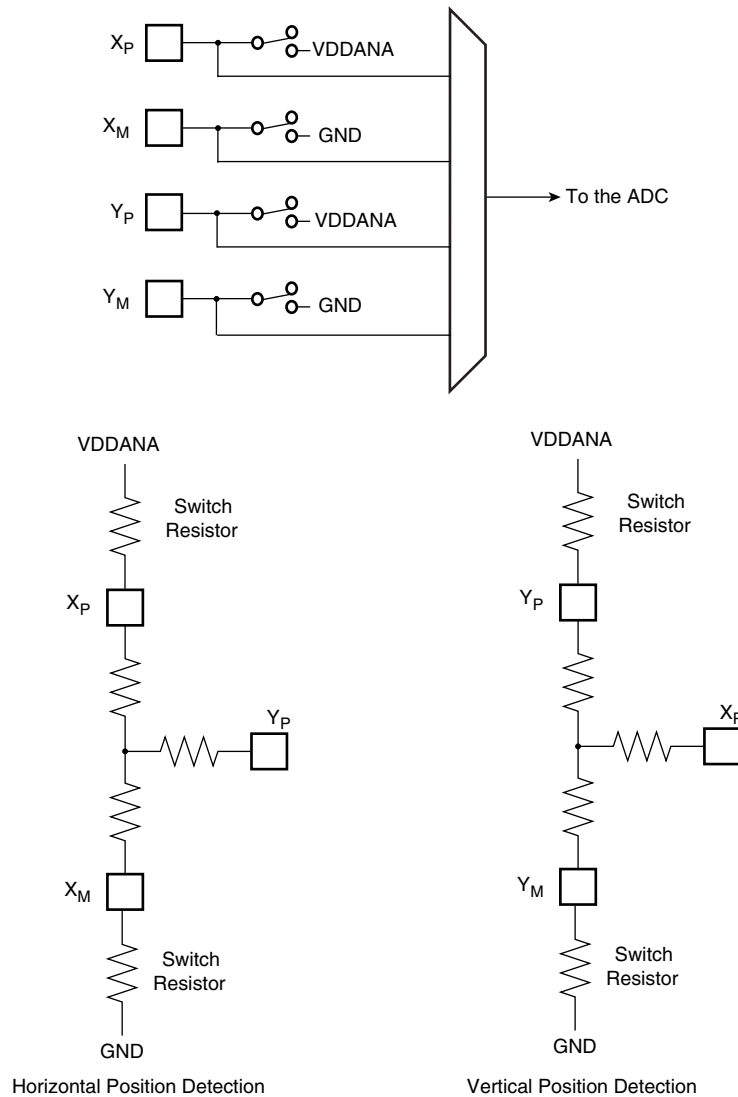 XP
VDDANA
XM
GND
YP
VDDANA
To the ADC
YM
GND
VDDANA
Switch
Resistor
XP
YP
XM
Switch
Resistor
GND
Horizontal Position Detection
VDDANA
Switch
Resistor
YP
XP
YM
Switch
Resistor
GND
Vertical Position Detection